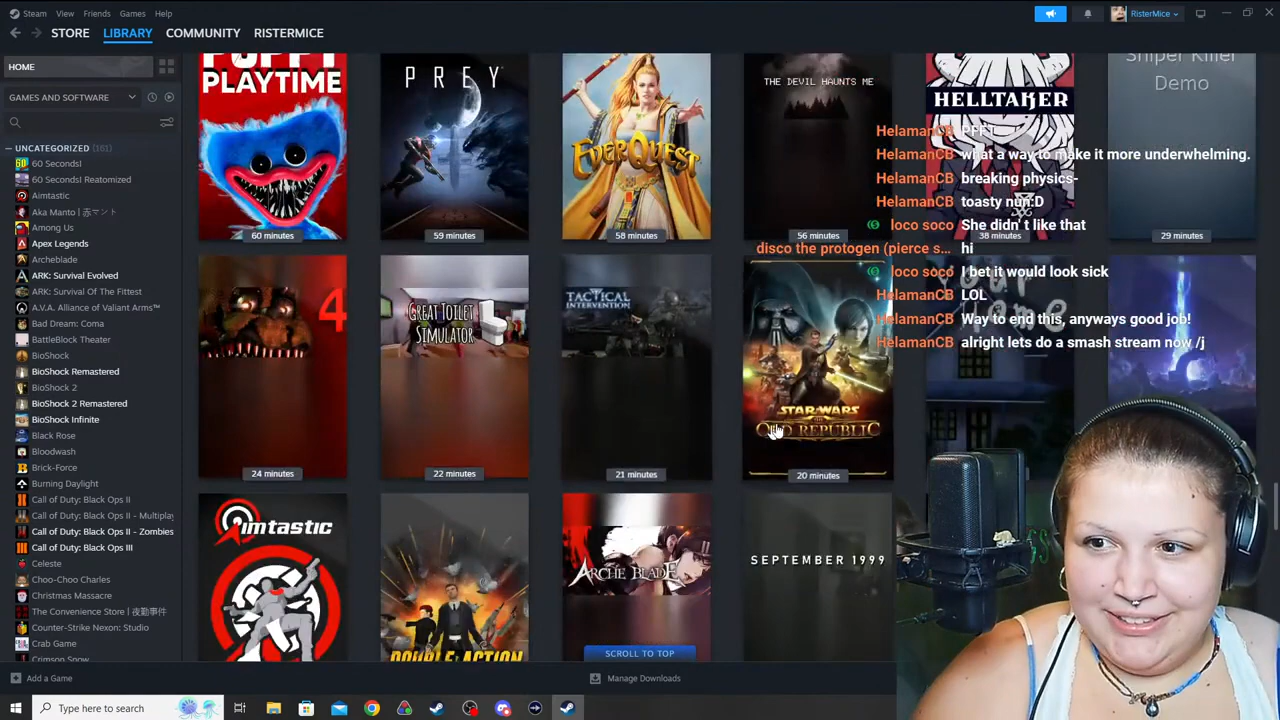 Steam View Friends Games Help
RisterMice
STORE LIBRARY COMMUNITY RISTERMICE
HOME
GAMES AND SOFTWARE
UNCATEGORIZED (161)
60 Seconds!
60 Seconds! Reatomized
Aimtastic
Aka Manto | 赤マント
Among Us
Apex Legends
Archeblade
ARK: Survival Evolved
ARK: Survival Of The Fittest
A.V.A. Alliance of Valiant Arms™
Bad Dream: Coma
BattleBlock Theater
BioShock
BioShock Remastered
BioShock 2
BioShock 2 Remastered
BioShock Infinite
Black Rose
Bloodwash
Brick-Force
Burning Daylight
Call of Duty: Black Ops II
Call of Duty: Black Ops II - Multiplay
Call of Duty: Black Ops II - Zombies
Call of Duty: Black Ops III
Celeste
Choo-Choo Charles
Christmas Massacre
The Convenience Store | 夜勤事件
Counter-Strike Nexon: Studio
Crab Game
Crimson Snow
POPPY
PLAYTIME
60 minutes
PREY
59 minutes
EVERQUEST
58 minutes
THE DEVIL HAUNTS ME
56 minutes
HELLTAKER
38 minutes
Sniper Killer
Demo
29 minutes
4
24 minutes
GREAT TOILET
SIMULATOR
22 minutes
TACTICAL
INTERVENTION
21 minutes
STAR WARS
THE
OLD REPUBLIC
20 minutes
aimtastic
DOUBLE ACTION
ARCHE BLADE
SEPTEMBER 1999
HelamanCB PFFT
HelamanCB what a way to make it more underwhelming.
HelamanCB breaking physics-
HelamanCB toasty nun:D
loco soco She didn't like that
disco the protogen (pierce s... hi
loco soco I bet it would look sick
HelamanCB LOL
HelamanCB Way to end this, anyways good job!
HelamanCB alright lets do a smash stream now /j
SCROLL TO TOP
Add a Game
Manage Downloads
Type here to search